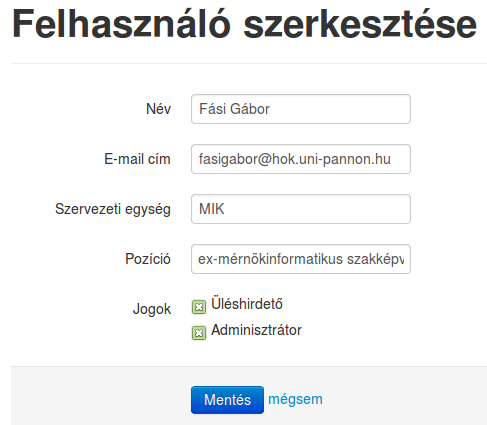 Felhasználó szerkesztése
Név Fási Gábor
E-mail cím fasigabor@hok.uni-pannon.hu
Szervezeti egység MIK
Pozíció ex-mérnökinformatikus szakképv
Jogok Üléshirdető
Adminisztrátor
Mentés mégsem